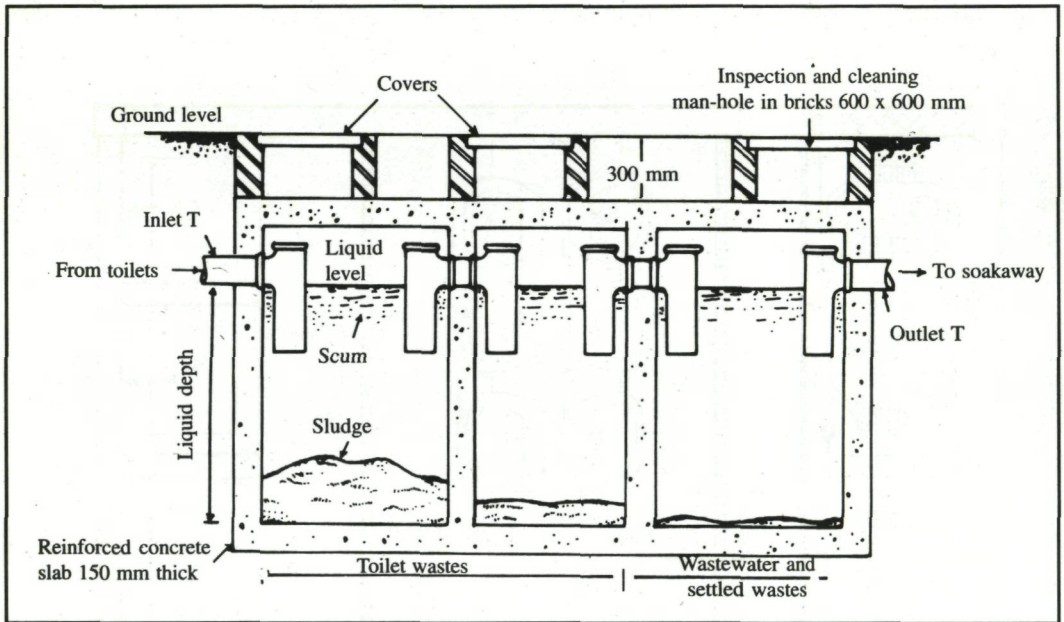 Covers
Inspection and cleaning
man-hole in bricks 600 x 600 mm
Ground level
300 mm
Inlet T
Liquid
level
From toilets
To soakaway
Scum
Outlet T
Liquid depth
Sludge
Reinforced concrete
slab 150 mm thick
Toilet wastes
Wastewater and
settled wastes